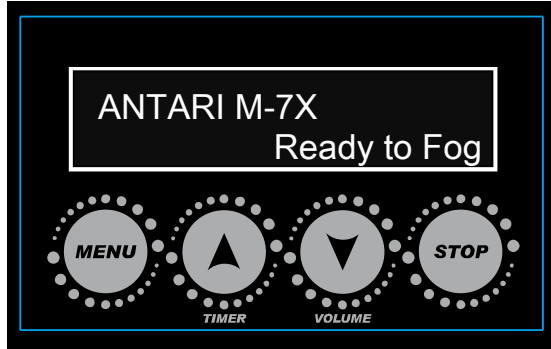 ANTARI M-7X
Ready to Fog
MENU
STOP
TIMER
VOLUME